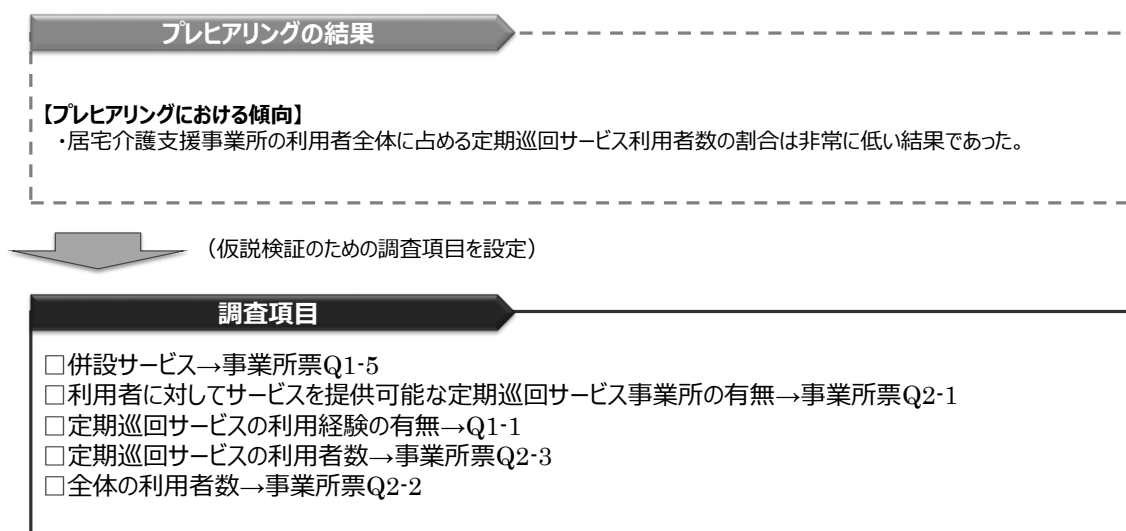 プレヒアリングの結果
【プレヒアリングにおける傾向】
・居宅介護支援事業所の利用者全体に占める定期巡回サービス利用者数の割合は非常に低い結果であった。
（仮説検証のための調査項目を設定）
調査項目
□併設サービス→事業所票Q1-5
□利用者に対してサービスを提供可能な定期巡回サービス事業所の有無→事業所票Q2-1
□定期巡回サービスの利用経験の有無→Q1-1
□定期巡回サービスの利用者数→事業所票Q2-3
□全体の利用者数→事業所票Q2-2